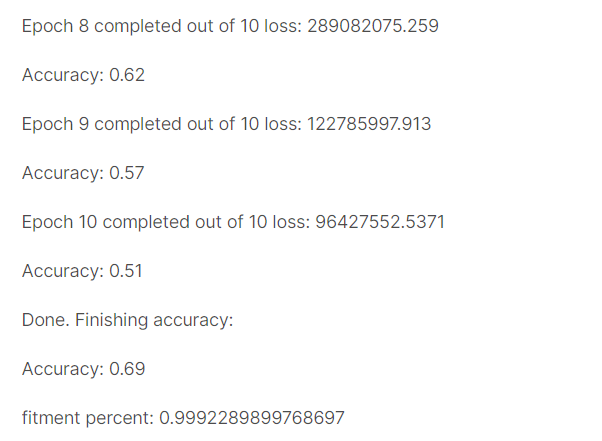 Epoch 8 completed out of 10 loss: 289082075.259
Accuracy: 0.62
Epoch 9 completed out of 10 loss: 122785997.913
Accuracy: 0.57
Epoch 10 completed out of 10 loss: 96427552.5371
Accuracy: 0.51
Done. Finishing accuracy:
Accuracy: 0.69
fitment percent: 0.9992289899768697